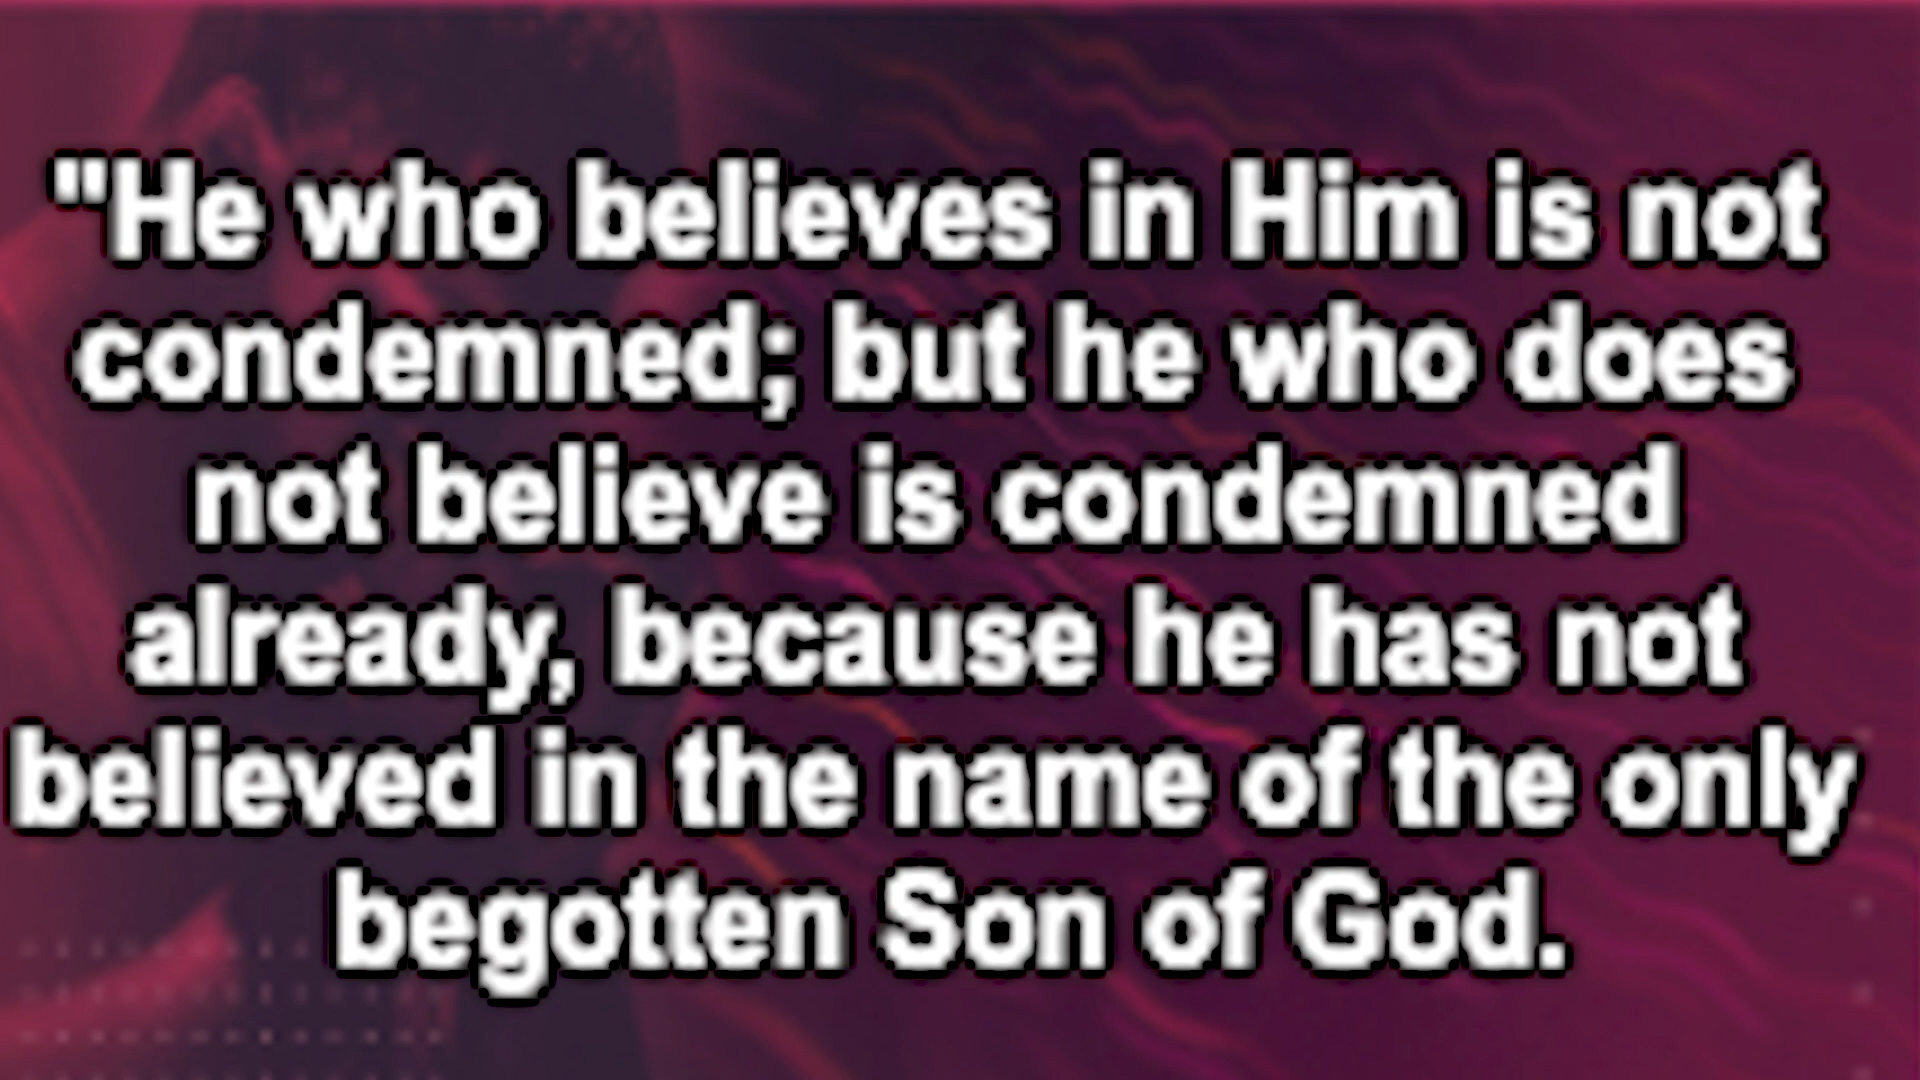 "He who believes in Him is not
condemned; but he who does
not believe is condemned
already, because he has not
believed in the name of the only
begotten Son of God.